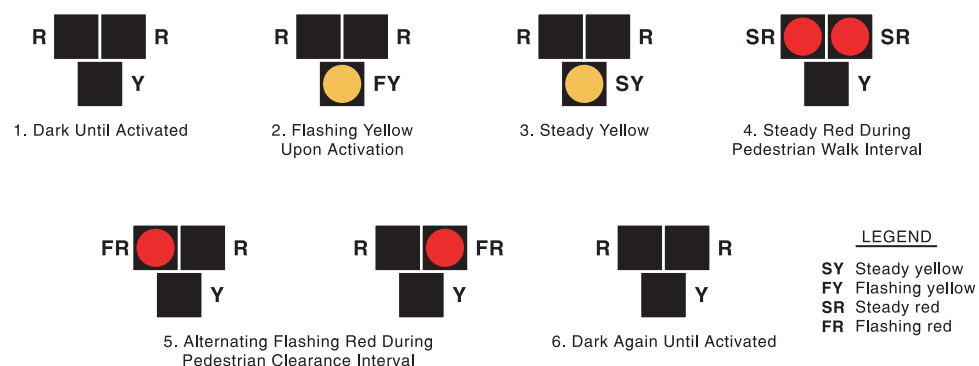 R R
Y
1. Dark Until Activated
R R
FY
2. Flashing Yellow
Upon Activation
R R
SY
3. Steady Yellow
SR SR
Y
4. Steady Red During
Pedestrian Walk Interval
FR R
Y
R FR
Y
5. Alternating Flashing Red During
Pedestrian Clearance Interval
R R
Y
6. Dark Again Until Activated
LEGEND
SY Steady yellow
FY Flashing yellow
SR Steady red
FR Flashing red